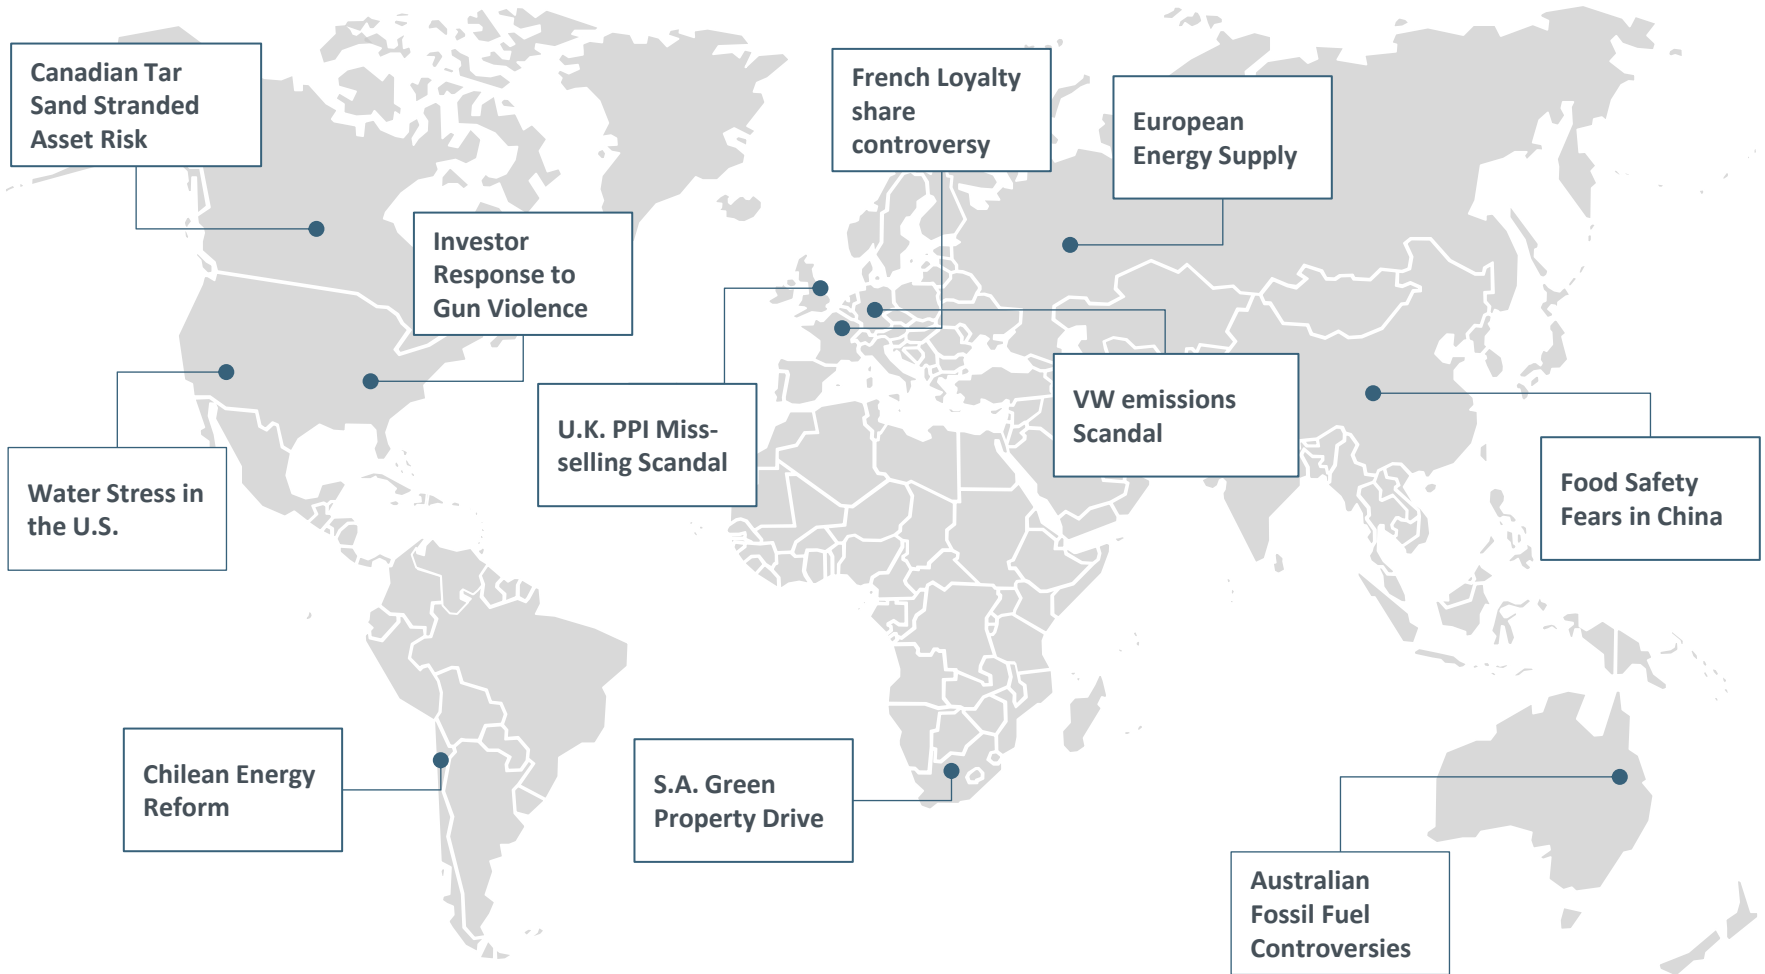 Canadian Tar
Sand Stranded
Asset Risk
French Loyalty
share
controversy
European
Energy Supply
Investor
Response to
Gun Violence
U.K. PPI Miss-
selling Scandal
VW emissions
Scandal
Water Stress in
the U.S.
Food Safety
Fears in China
Chilean Energy
Reform
S.A. Green
Property Drive
Australian
Fossil Fuel
Controversies